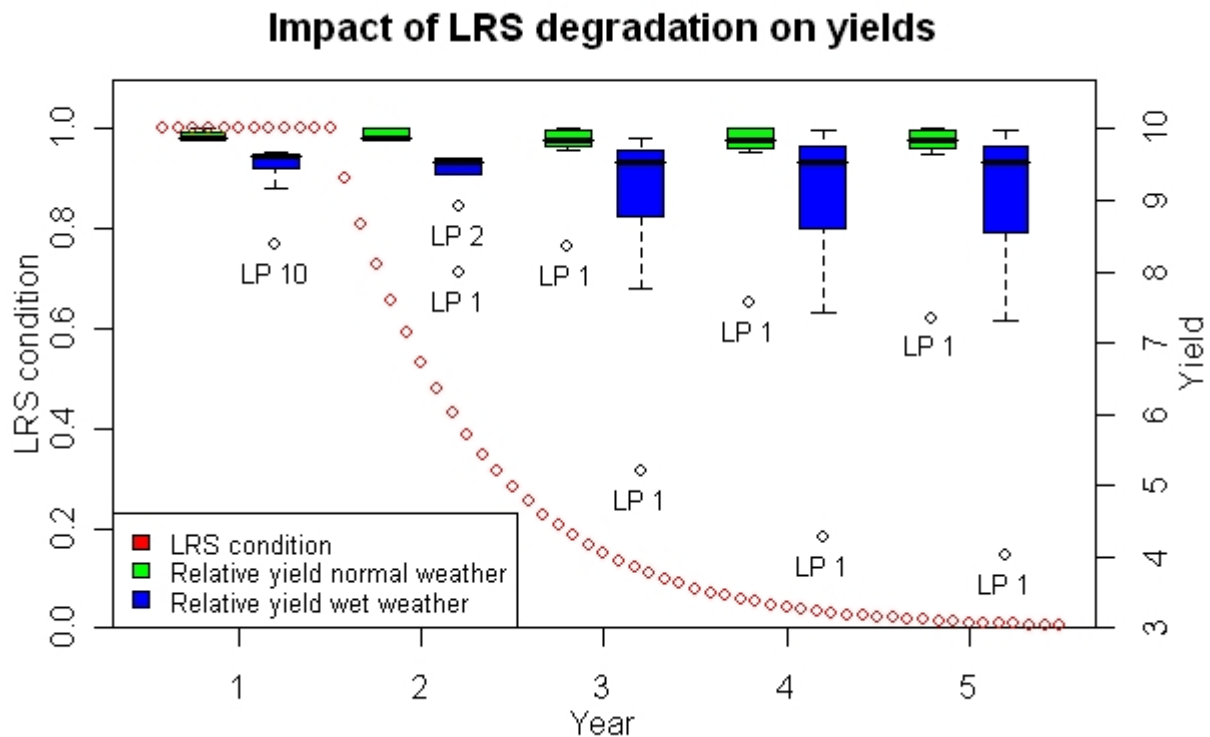 Impact of LRS degradation on yields
LRS condition
1.0
0.8
0.6
0.4
0.2
0.0
LP 10
LP 2
LP 1
LP 1
LP 1
LP 1
LP 1
LP 1
LP 1
LRS condition
Relative yield normal weather
Relative yield wet weather
10
9
8
7
6
5
4
3
Yield
1 2 3 4 5
Year